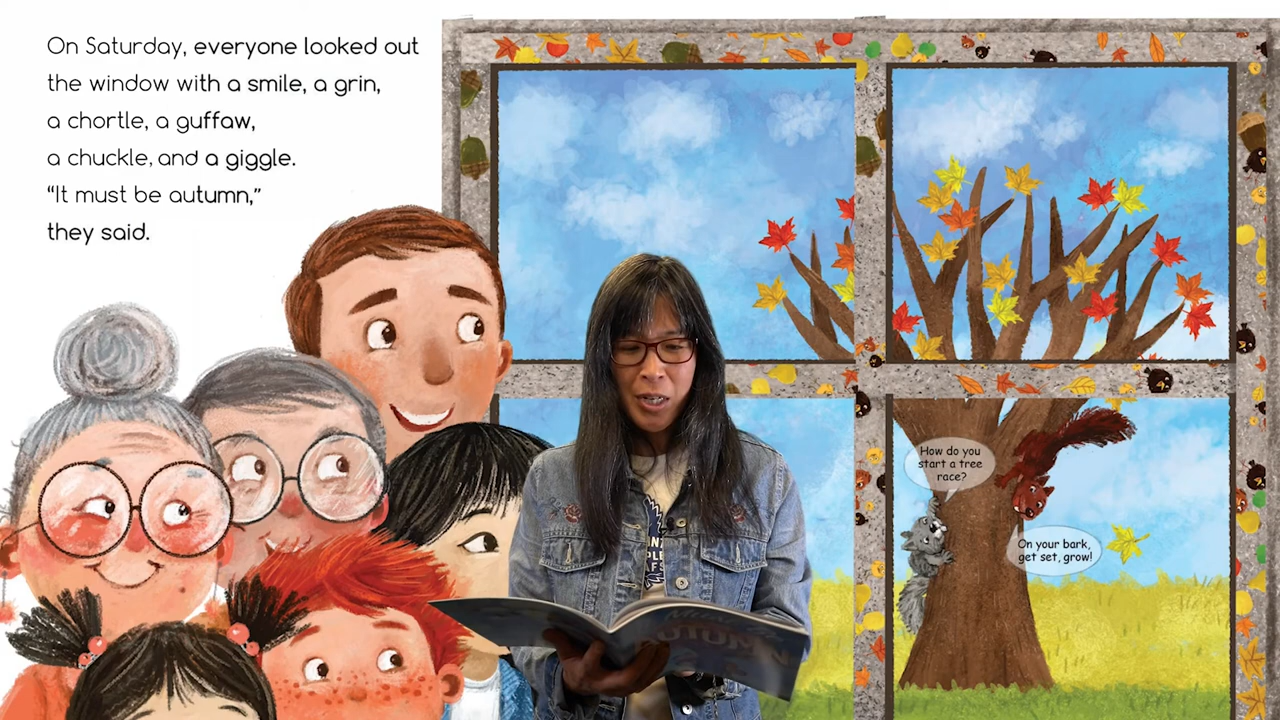 On Saturday, everyone looked out
the window with a smile, a grin,
a chortle, a guffaw,
a chuckle, and a giggle.
“It must be autumn,”
they said.
How do you
start a tree
race?
On your bark,
get set, grow!